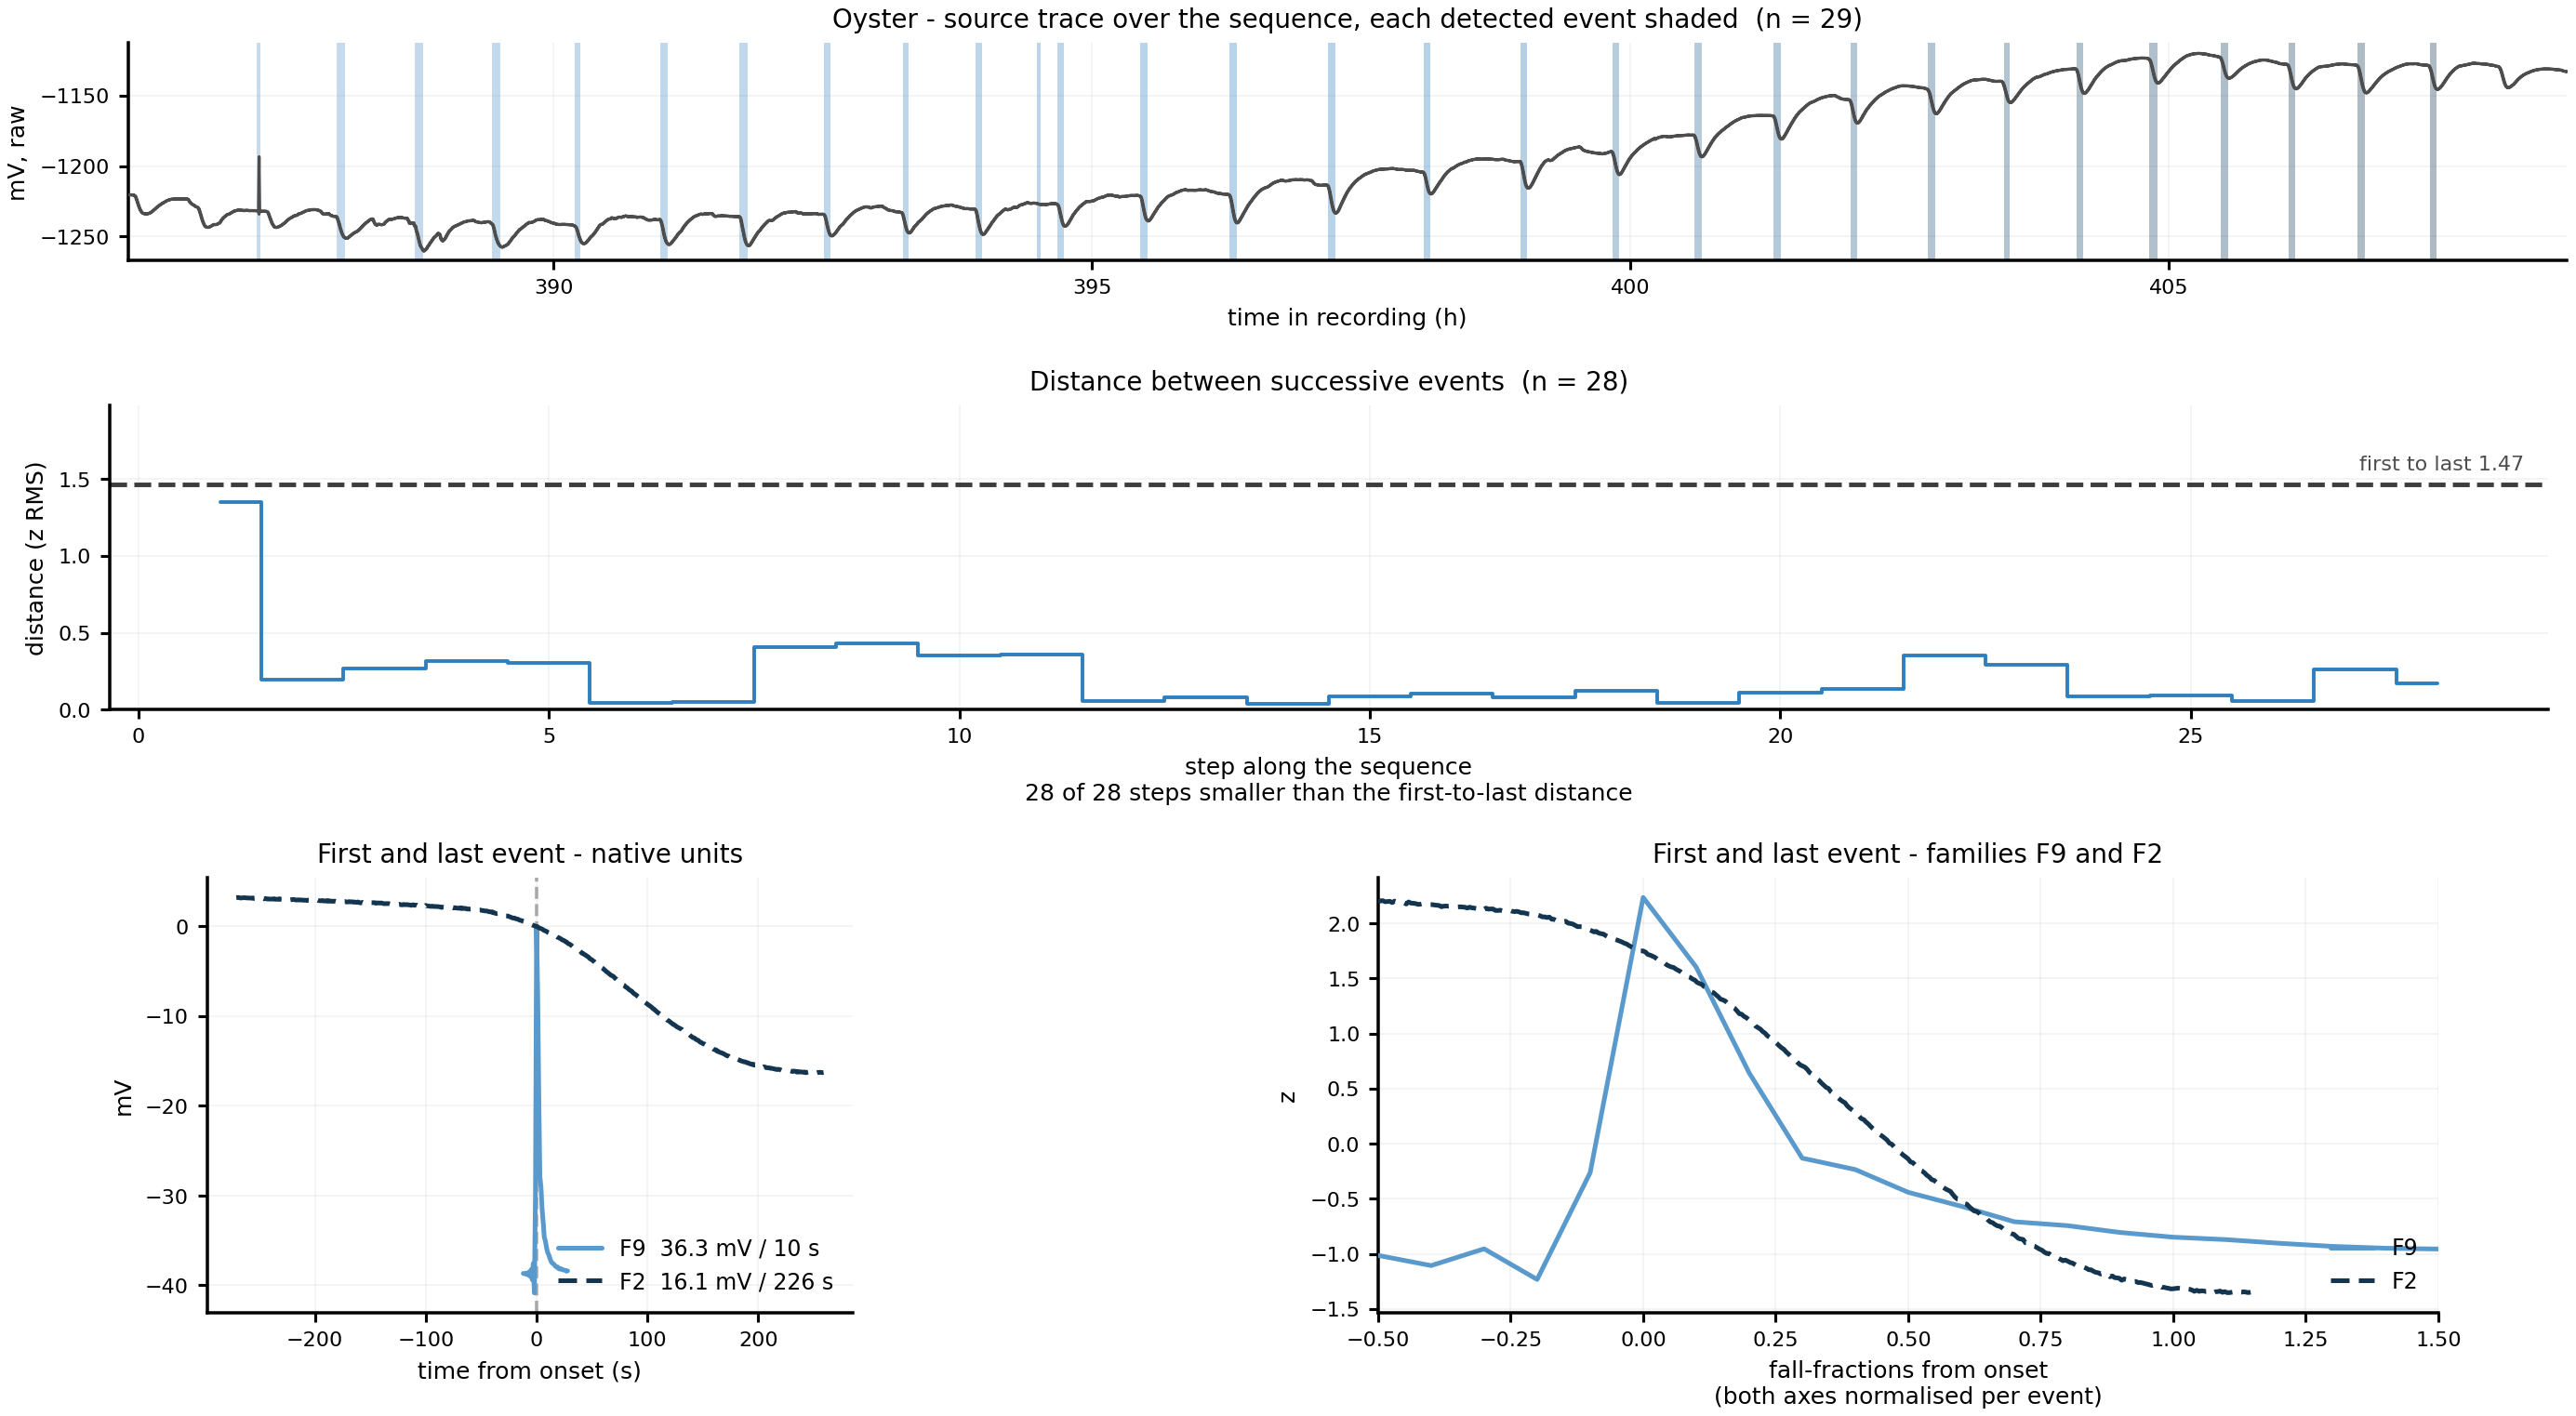 Oyster - source trace over the sequence, each detected event shaded  (n = 29)
mV, raw
−1150
−1200
−1250
390
395
400
405
time in recording (h)
Distance between successive events  (n = 28)
distance (z RMS)
1.5
1.0
0.5
0.0
first to last 1.47
0
5
10
15
20
25
step along the sequence
28 of 28 steps smaller than the first-to-last distance
First and last event - native units
mV
0
−10
−20
−30
−40
F9  36.3 mV / 10 s
F2  16.1 mV / 226 s
−200
−100
0
100
200
time from onset (s)
First and last event - families F9 and F2
z
2.0
1.5
1.0
0.5
0.0
−0.5
−1.0
−1.5
F9
F2
−0.50
−0.25
0.00
0.25
0.50
0.75
1.00
1.25
1.50
fall-fractions from onset
(both axes normalised per event)